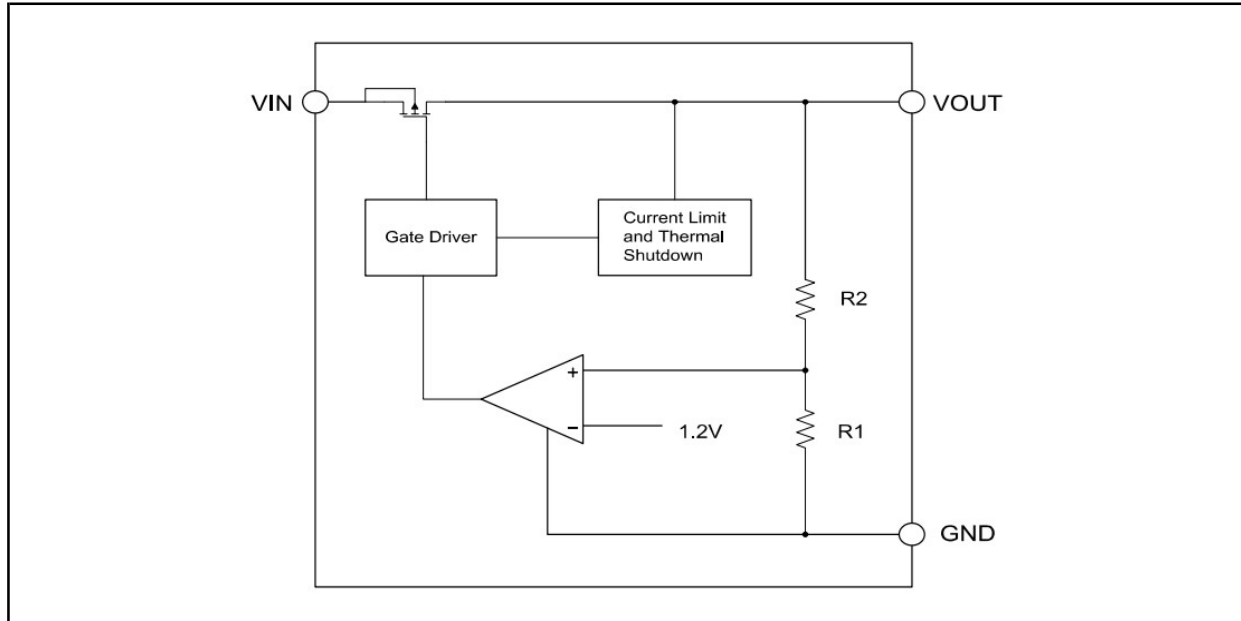 VIN
VOUT
Gate Driver
Current Limit
and Thermal
Shutdown
R2
+
−
1.2V
R1
GND